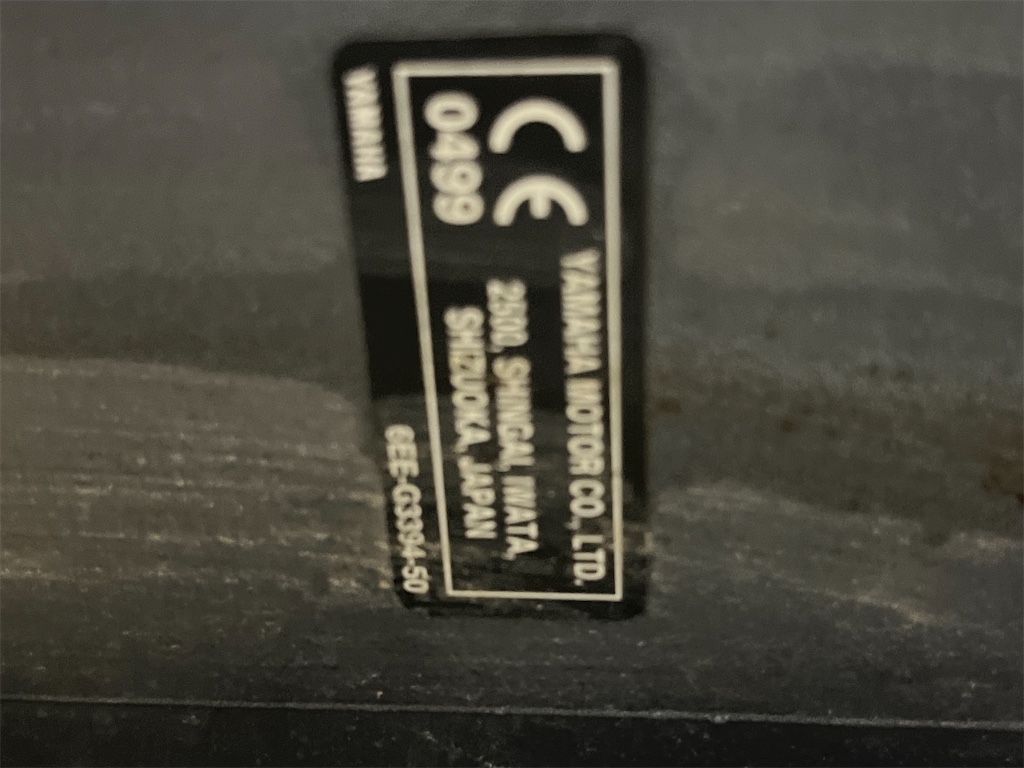 YAMAHA MOTOR CO., LTD.
CE
2500, SHINGAI, IWATA,
0499
SHIZUOKA, JAPAN
YAMAHA
6EE-G3394-50